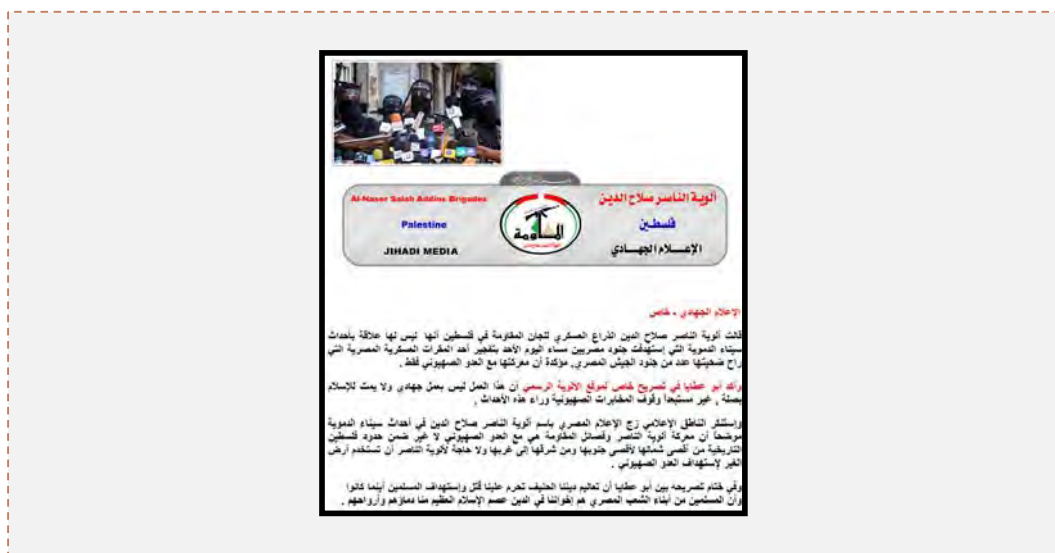 ألوية الناصر صلاح الدين
Al-Naser Salah Addine Brigades
فلسطين
Palestine
الإعــلام الجهــادي
JIHADI MEDIA
المقاومة
الإعلام الجهادي - خاص
قالت ألوية الناصر صلاح الدين الذراع العسكري للجان المقاومة في فلسطين أنها ليس لها علاقة بأحداث
سيناء الدموية التي إستهدفت جنود مصريين مساء اليوم الأحد بتفجير أحد المقرات العسكرية المصرية التي
راح ضحيتها عدد من جنود الجيش المصري, مؤكدة أن معركتها مع العدو الصهيوني فقط .
وأكد أبو عطايا في تصريح خاص لموقع الألوية الرسمي أن هذا العمل ليس بعمل جهادي ولا يمت للإسلام
بصلة , غير مستبعداً وقوف المخابرات الصهيونية وراء هذه الأحداث ,
وإستنكر الناطق الإعلامي زج الإعلام المصري باسم ألوية الناصر صلاح الدين في أحداث سيناء الدموية
موضحاً أن معركة ألوية الناصر وفصائل المقاومة هي مع العدو الصهيوني لا غير ضمن حدود فلسطين
التاريخية من أقصى شمالها لأقصى جنوبها ومن شرقها إلى غربها ولا حاجة لألوية الناصر أن تستخدم أرض
الغير لإستهداف العدو الصهيوني .
وفي ختام تصريحه بين أبو عطايا أن تعاليم ديننا الحنيف تحرم علينا قتل وإستهداف المسلمين أينما كانوا
وأن المسلمين من أبناء الشعب المصري هم إخواننا في الدين عصم الإسلام العظيم منا دماؤهم وأرواحهم .